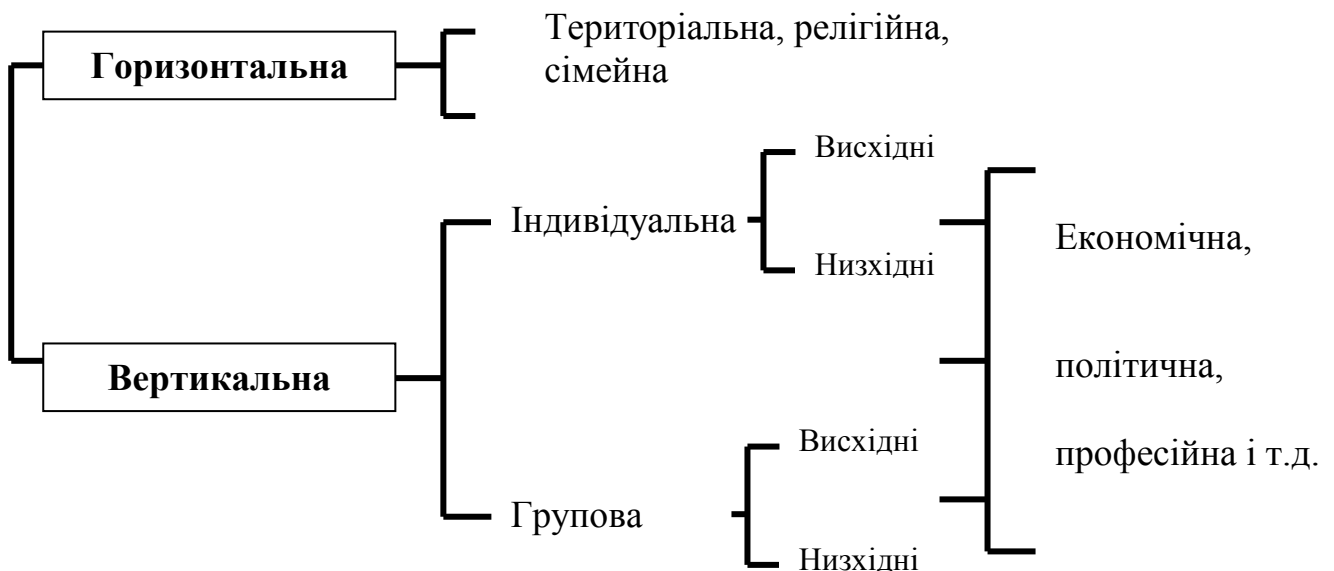 Територіальна, релігійна,
сімейна
Горизонтальна
Висхідні
Індивідуальна
Низхідні
Економічна,
Вертикальна
політична,
Висхідні
професійна і т.д.
Групова
Низхідні